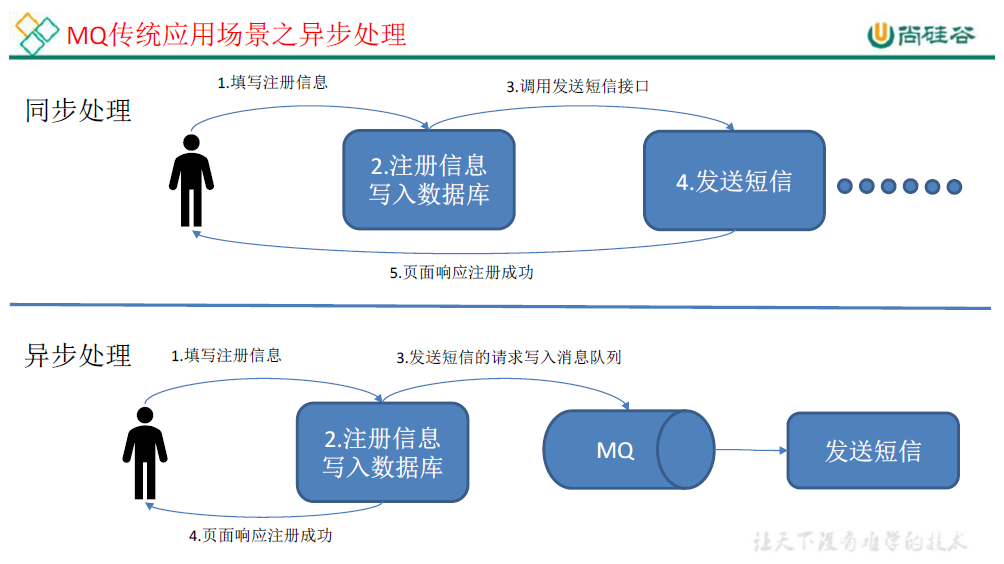 MQ传统应用场景之异步处理
尚硅谷
1.填写注册信息
3.调用发送短信接口
同步处理
2.注册信息
写入数据库
4.发送短信
5.页面响应注册成功
异步处理
1.填写注册信息
3.发送短信的请求写入消息队列
2.注册信息
写入数据库
MQ
发送短信
4.页面响应注册成功
让天下没有难学的技术